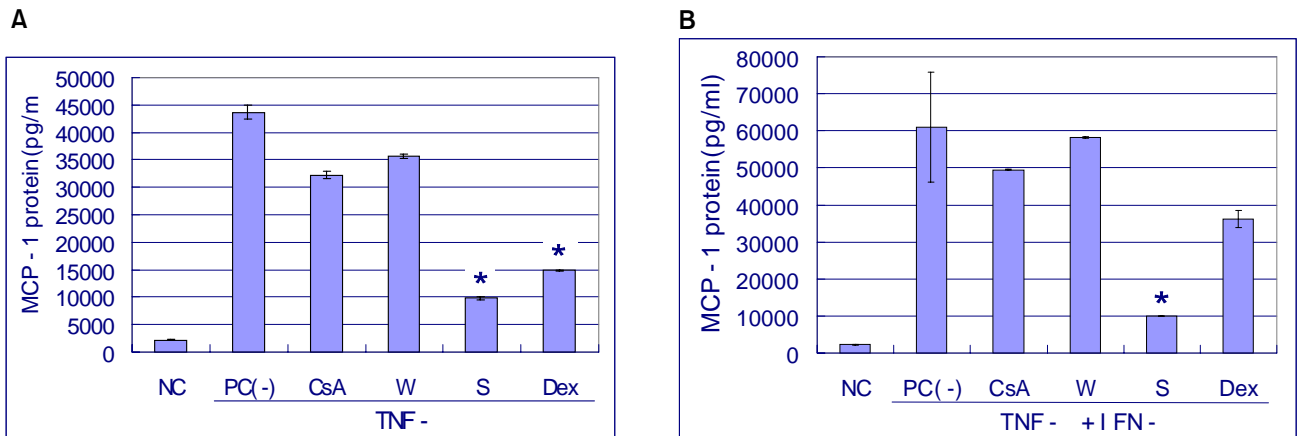 A
MCP - 1 protein(pg/m
50000
45000
40000
35000
30000
25000
20000
15000
10000
5000
0
*
*
NC PC( -) CsA W S Dex
TNF -
B
MCP - 1 protein(pg/ml)
80000
70000
60000
50000
40000
30000
20000
10000
0
*
NC PC( -) CsA W S Dex
TNF - + I FN -